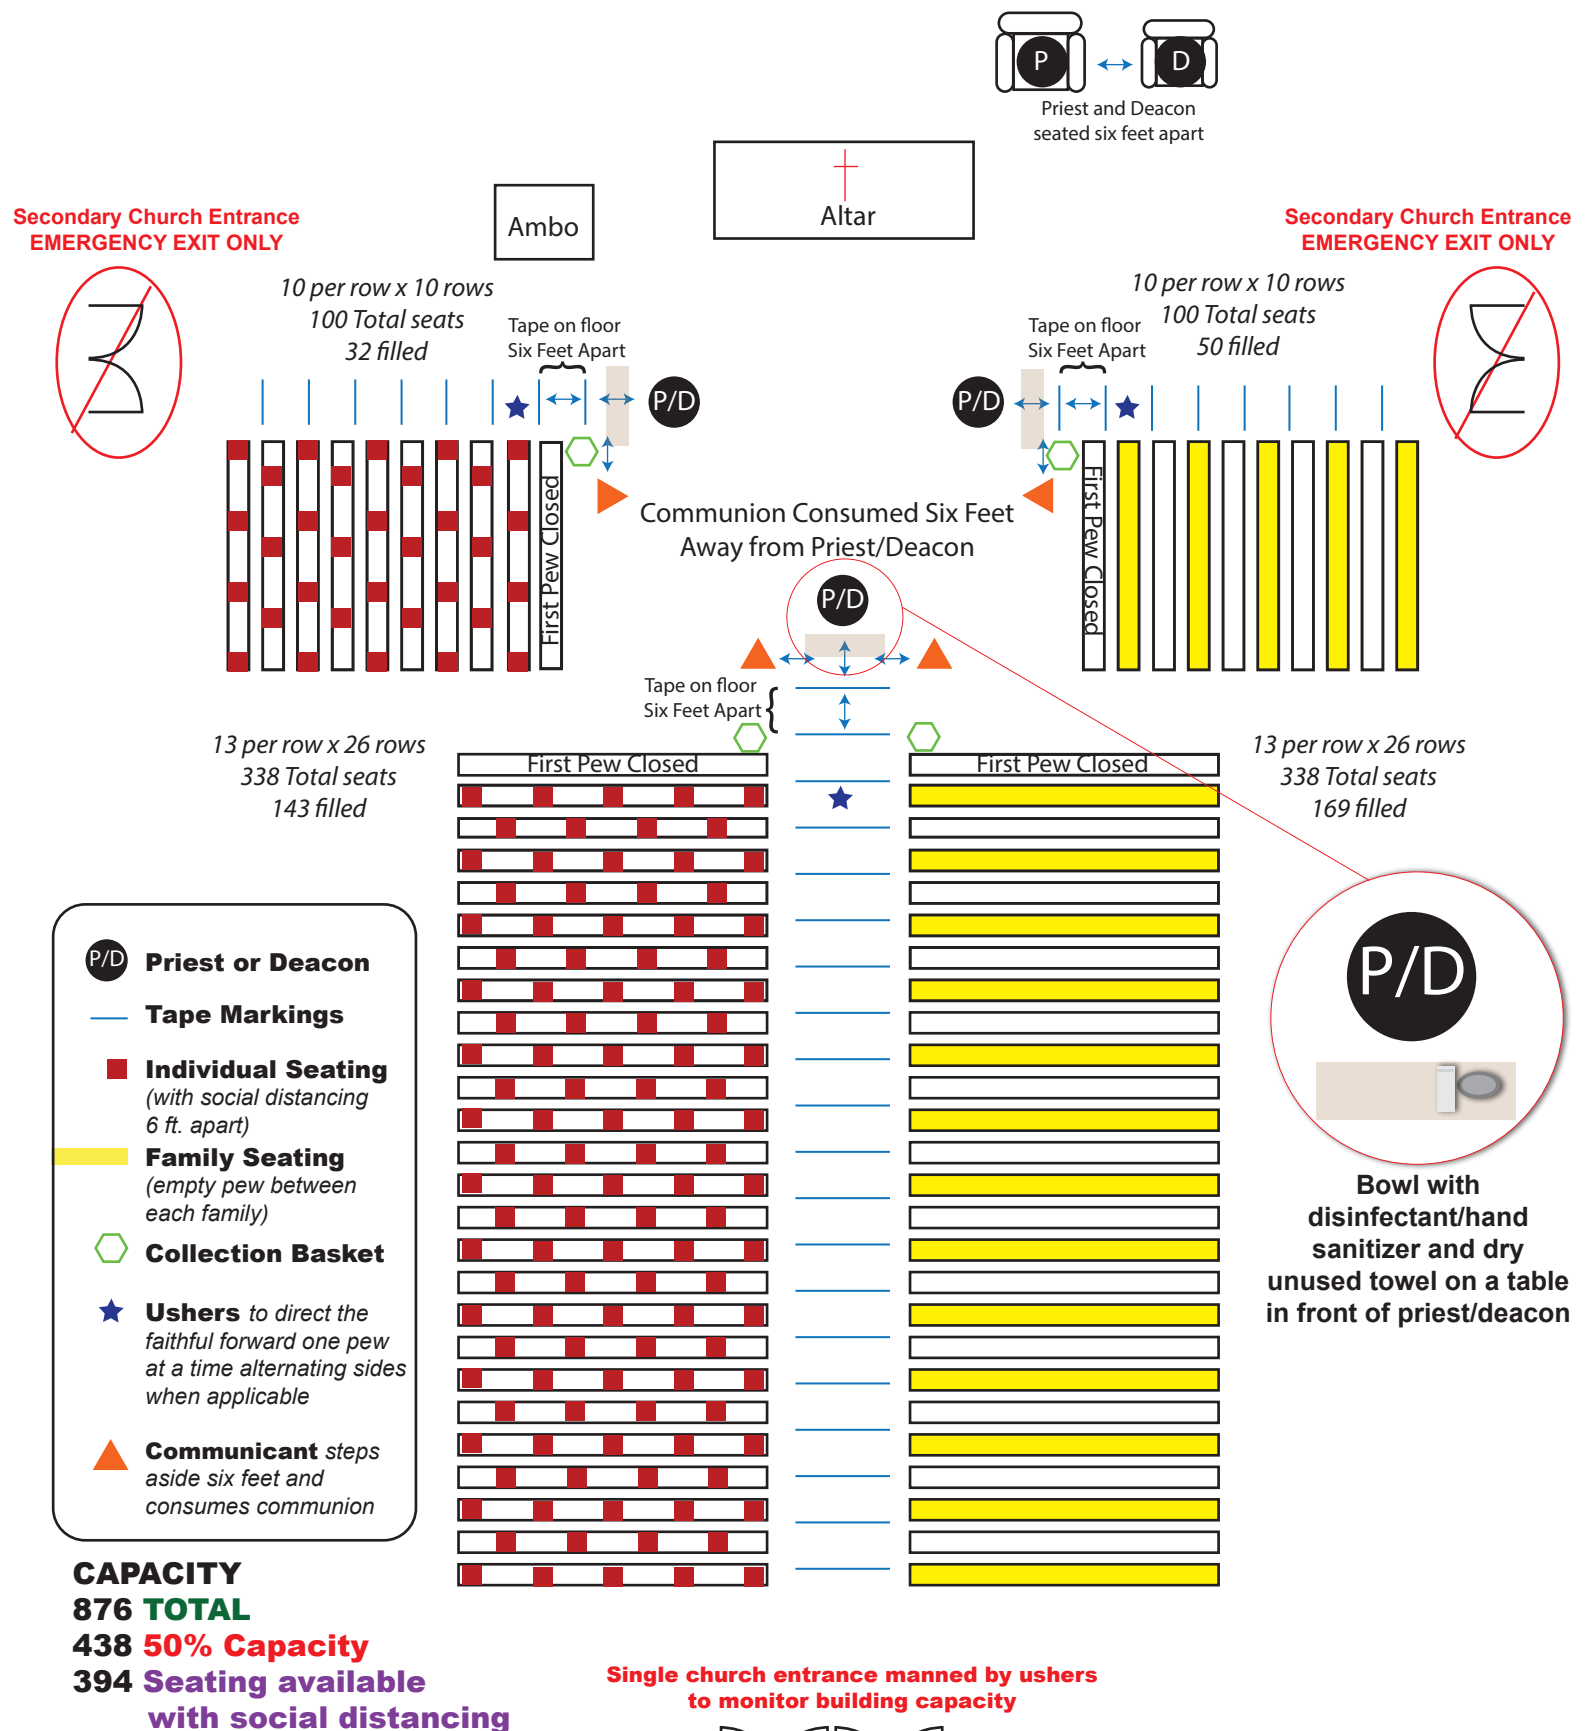 P
D
Priest and Deacon
seated six feet apart
Altar
Ambo
Secondary Church Entrance
EMERGENCY EXIT ONLY
Secondary Church Entrance
EMERGENCY EXIT ONLY
10 per row x 10 rows
100 Total seats
32 filled
Tape on floor
Six Feet Apart
P/D
P/D
Tape on floor
Six Feet Apart
10 per row x 10 rows
100 Total seats
50 filled
First Pew Closed
First Pew Closed
Communion Consumed Six Feet
Away from Priest/Deacon
P/D
Tape on floor
Six Feet Apart
13 per row x 26 rows
338 Total seats
143 filled
First Pew Closed
First Pew Closed
13 per row x 26 rows
338 Total seats
169 filled
P/D
Bowl with
disinfectant/hand
sanitizer and dry
unused towel on a table
in front of priest/deacon
P/D Priest or Deacon
Tape Markings
Individual Seating
(with social distancing
6 ft. apart)
Family Seating
(empty pew between
each family)
Collection Basket
Ushers to direct the
faithful forward one pew
at a time alternating sides
when applicable
Communicant steps
aside six feet and
consumes communion
CAPACITY
876 TOTAL
438 50% Capacity
394 Seating available
with social distancing
Single church entrance manned by ushers
to monitor building capacity